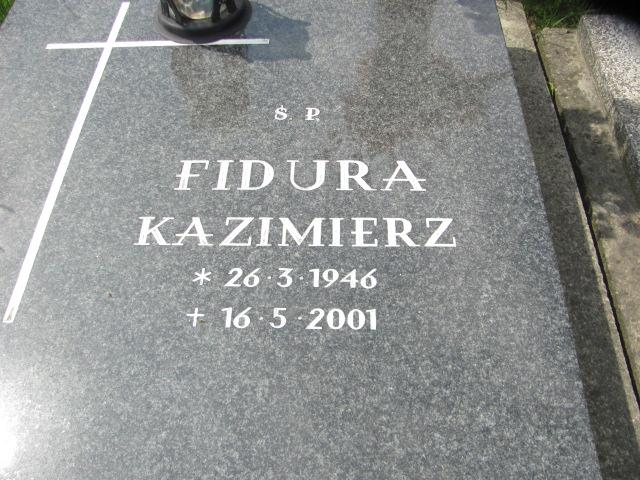 Ś. P.
FIDURA
KAZIMIERZ
* 26·3·1946
+ 16·5·2001